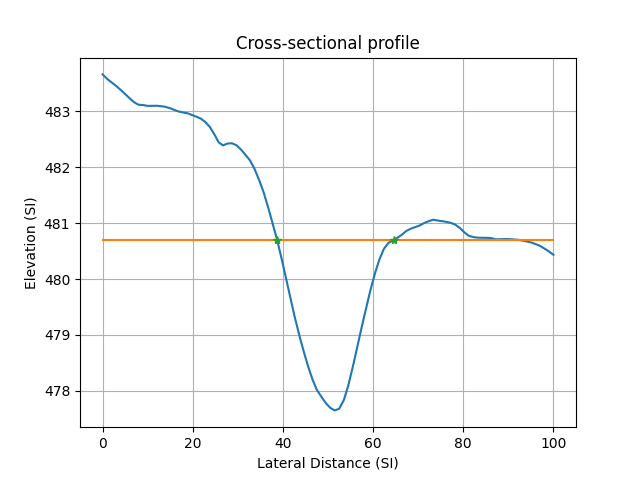 Cross-sectional profile
Elevation (SI)
483
482
481
480
479
478
0 20 40 60 80 100
Lateral Distance (SI)